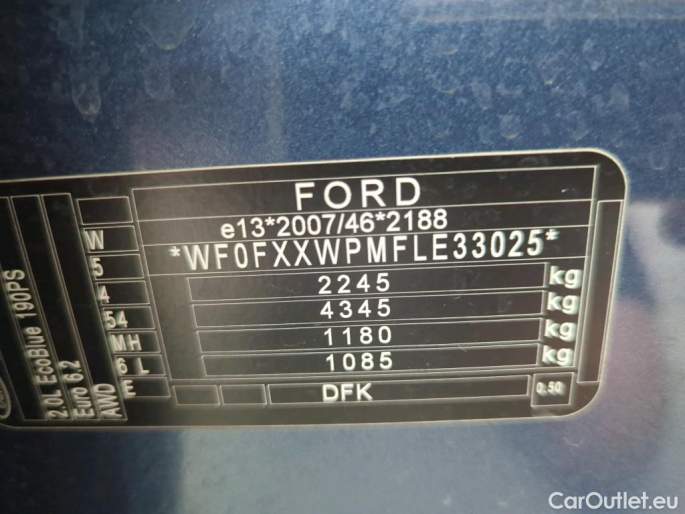 FORD
e13*2007/46*2188
*WF0FXXWPMFLE33025*
2245 kg
4345 kg
1180 kg
1085 kg
DFK 0.50
W
5
4
54
MH
6 L
E
2.0L EcoBlue 190PS
Euro 6.2
AWD
CarOutlet.eu